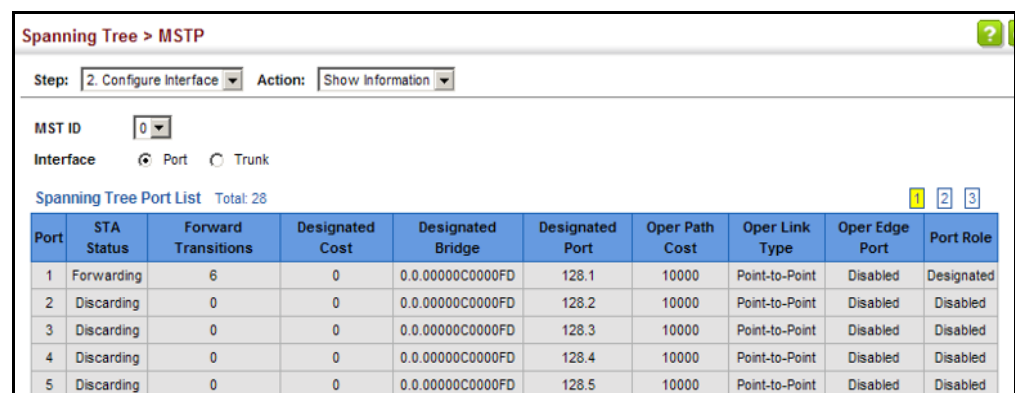 Spanning Tree > MSTP
?
Step: 2. Configure Interface Action: Show Information
MST ID 0
Interface Port Trunk
Spanning Tree Port List Total: 28 1 2 3
Port STA Status Forward Transitions Designated Cost Designated Bridge Designated Port Oper Path Cost Oper Link Type Oper Edge Port Port Role
1 Forwarding 6 0 0.0.00000C0000FD 128.1 10000 Point-to-Point Disabled Designated
2 Discarding 0 0 0.0.00000C0000FD 128.2 10000 Point-to-Point Disabled Disabled
3 Discarding 0 0 0.0.00000C0000FD 128.3 10000 Point-to-Point Disabled Disabled
4 Discarding 0 0 0.0.00000C0000FD 128.4 10000 Point-to-Point Disabled Disabled
5 Discarding 0 0 0.0.00000C0000FD 128.5 10000 Point-to-Point Disabled Disabled